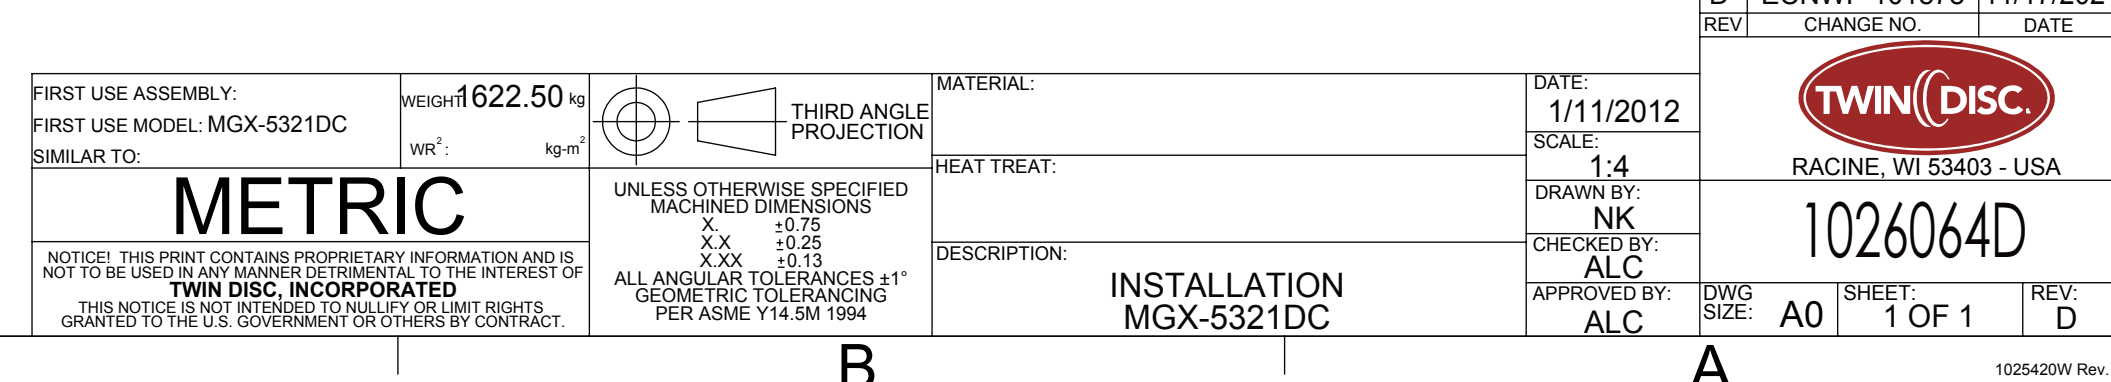 REV CHANGE NO. DATE
TWIN DISC.
RACINE, WI 53403 - USA
FIRST USE ASSEMBLY:
FIRST USE MODEL: MGX-5321DC
SIMILAR TO:
WEIGHT 1622.50 kg
WR²: kg-m²
THIRD ANGLE
PROJECTION
MATERIAL:
HEAT TREAT:
DATE:
1/11/2012
SCALE:
1:4
DRAWN BY:
NK
CHECKED BY:
ALC
APPROVED BY:
ALC
METRIC
NOTICE! THIS PRINT CONTAINS PROPRIETARY INFORMATION AND IS
NOT TO BE USED IN ANY MANNER DETRIMENTAL TO THE INTEREST OF
TWIN DISC, INCORPORATED
THIS NOTICE IS NOT INTENDED TO NULLIFY OR LIMIT RIGHTS
GRANTED TO THE U.S. GOVERNMENT OR OTHERS BY CONTRACT.
UNLESS OTHERWISE SPECIFIED
MACHINED DIMENSIONS
X. ±0.75
X.X ±0.25
X.XX ±0.13
ALL ANGULAR TOLERANCES ±1°
GEOMETRIC TOLERANCING
PER ASME Y14.5M 1994
DESCRIPTION:
INSTALLATION
MGX-5321DC
1026064D
DWG
SIZE: A0
SHEET:
1 OF 1
REV:
D
B
A
1025420W Rev.